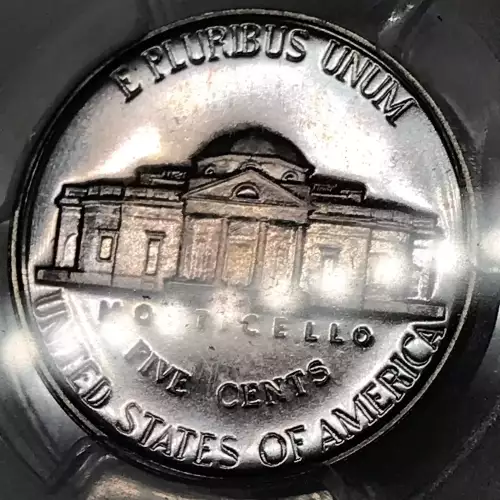 E PLURIBUS UNUM
MONTICELLO
FIVE CENTS
UNITED STATES OF AMERICA